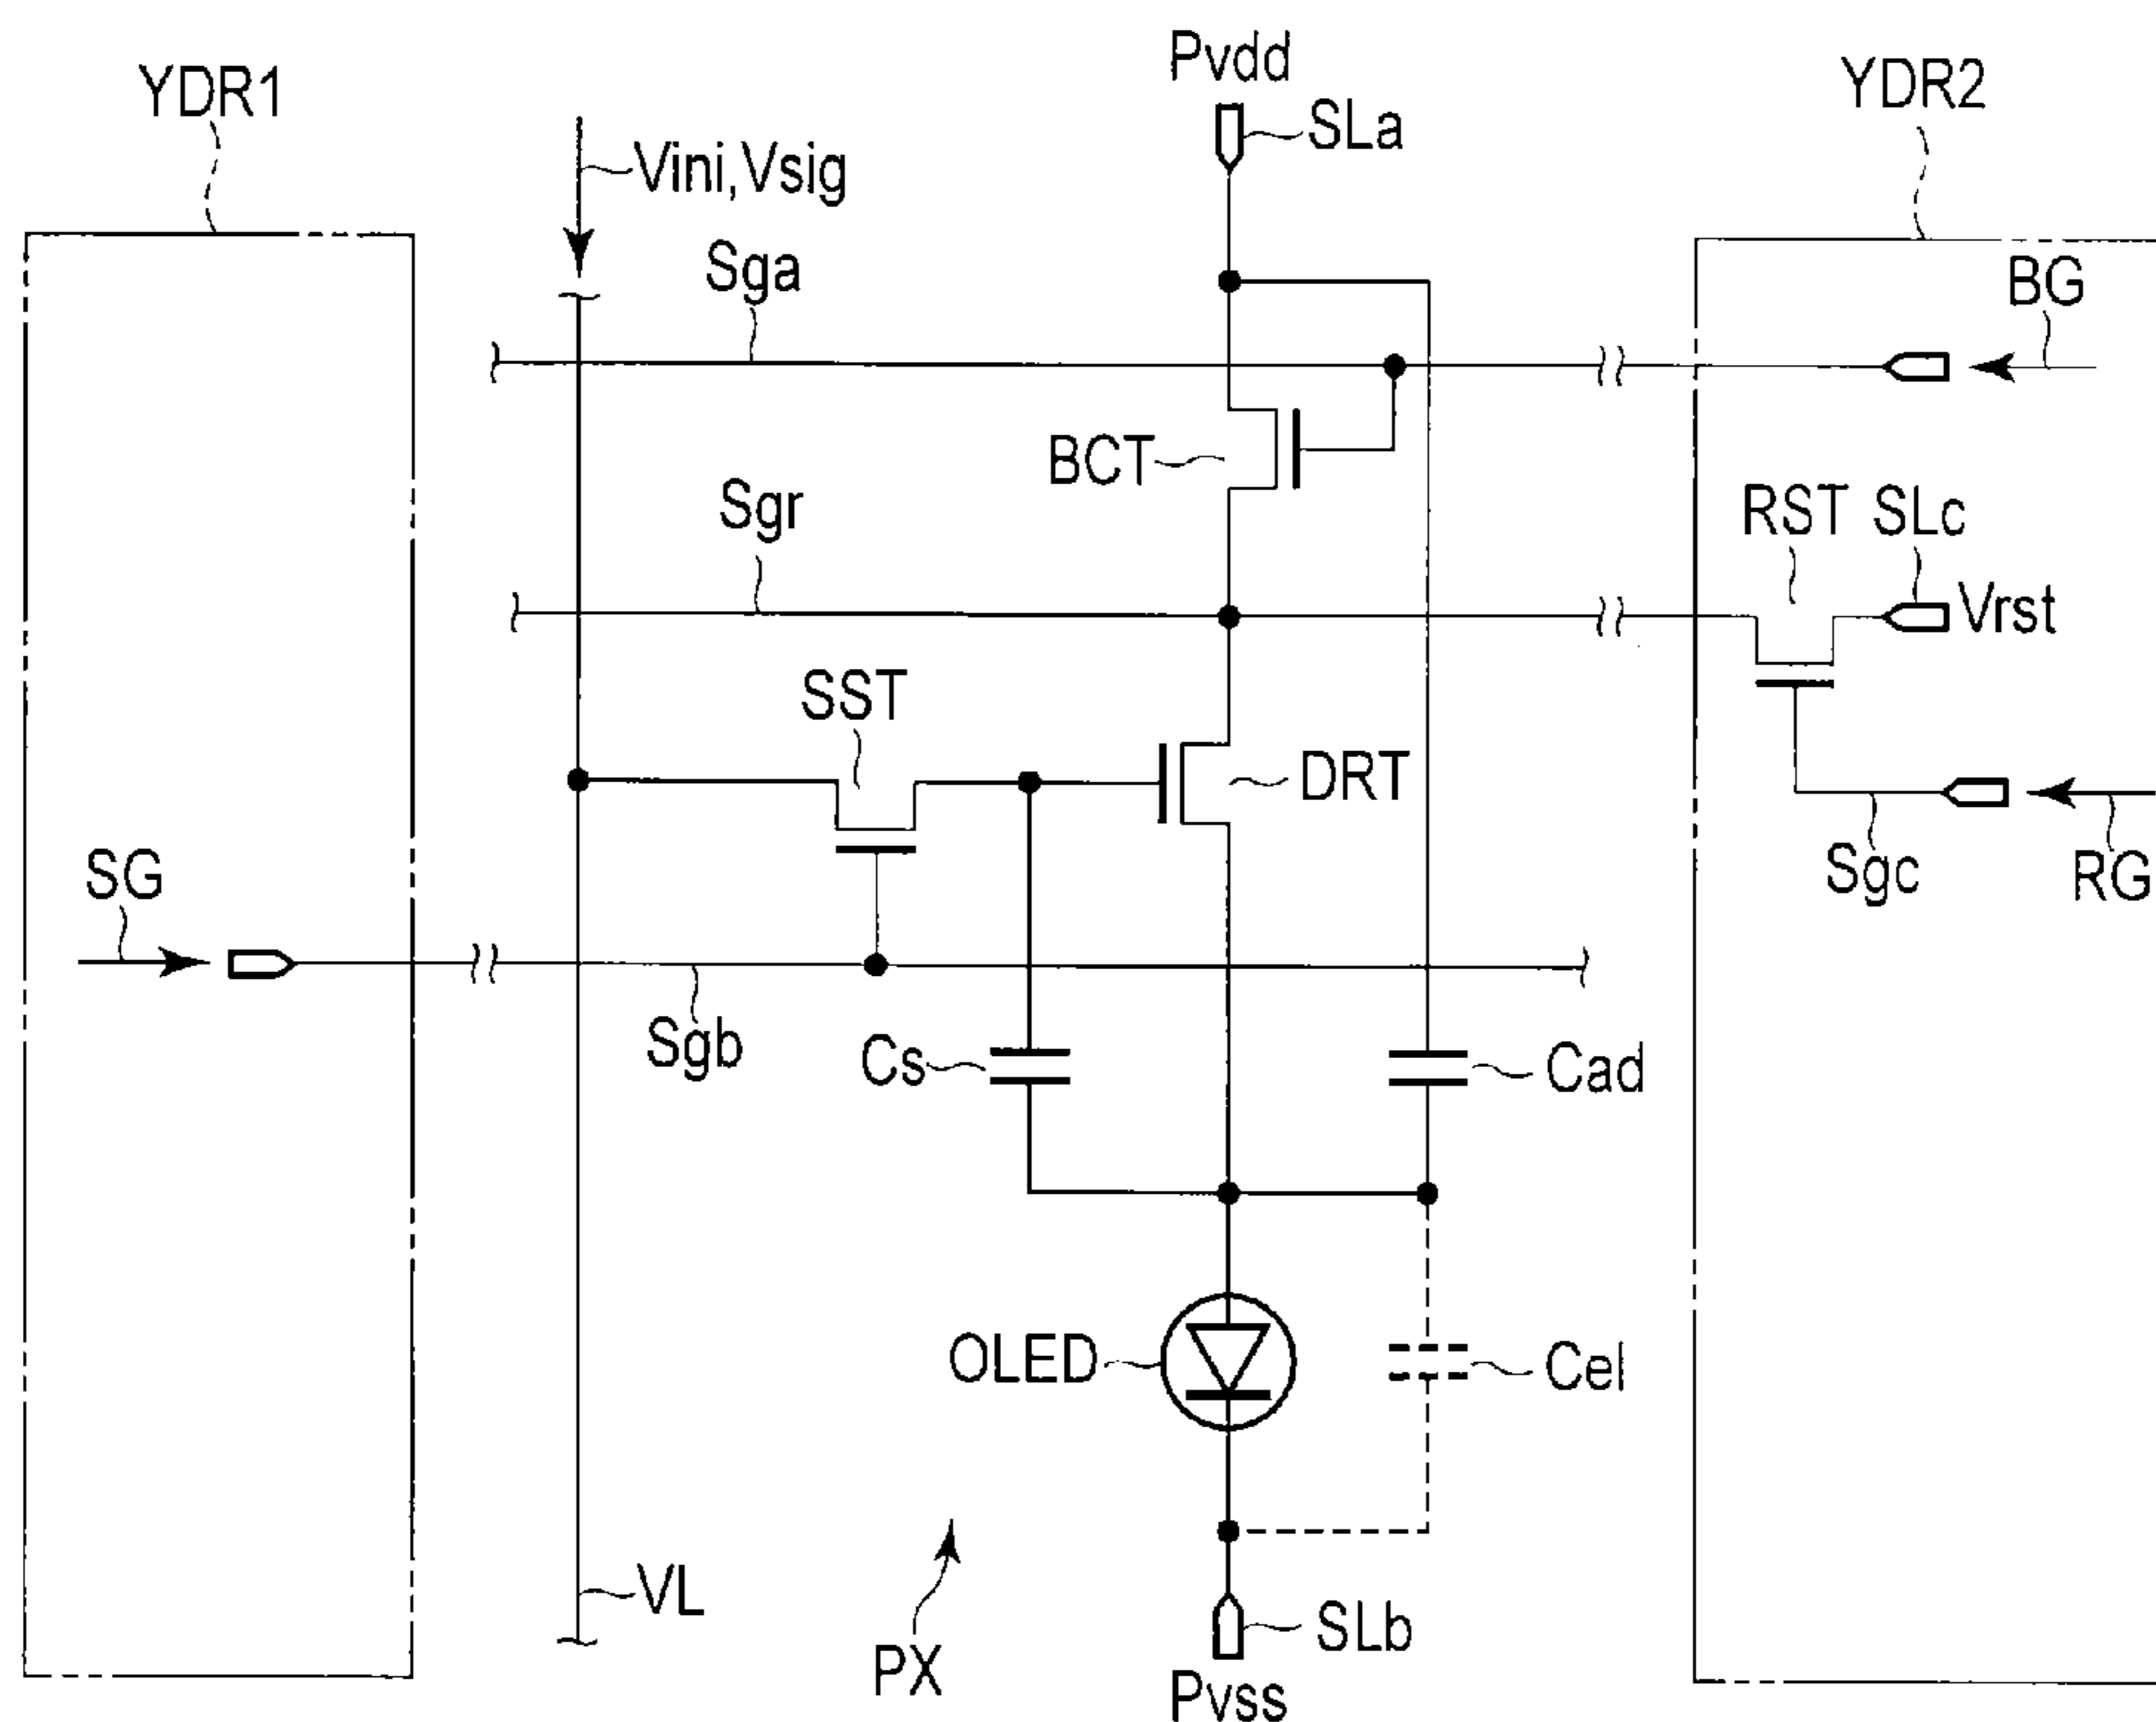 Pvdd
YDR1
YDR2
SLa
Vini,Vsig
Sga
BG
BCT
Sgr
RST
SLc
Vrst
SST
DRT
SG
Sgc
RG
Sgb
Cs
Cad
OLED
Cel
VL
SLb
PX
Pvss